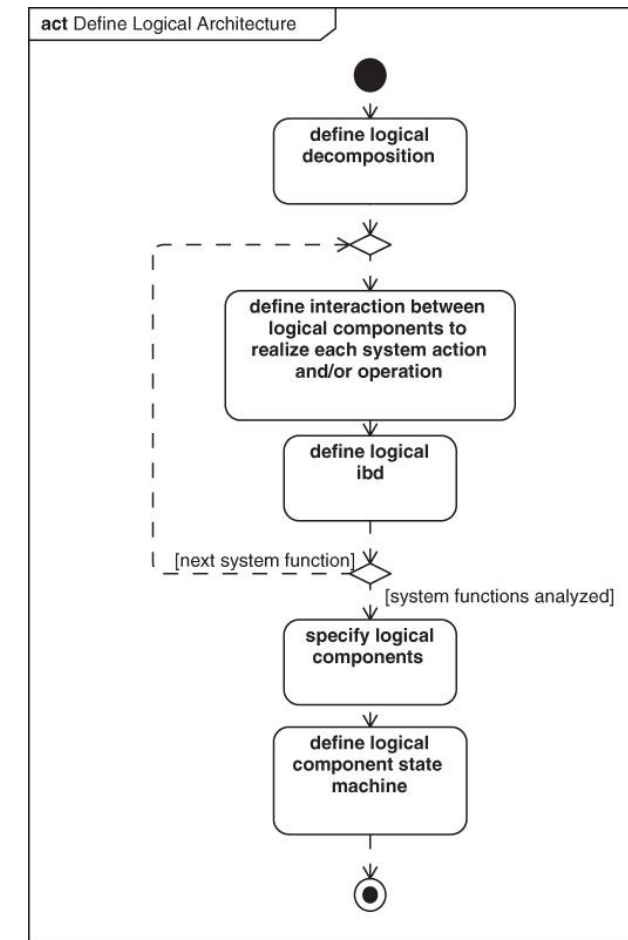 act Define Logical Architecture
define logical
decomposition
define interaction between
logical components to
realize each system action
and/or operation
define logical
ibd
[next system function]
[system functions analyzed]
specify logical
components
define logical
component state
machine